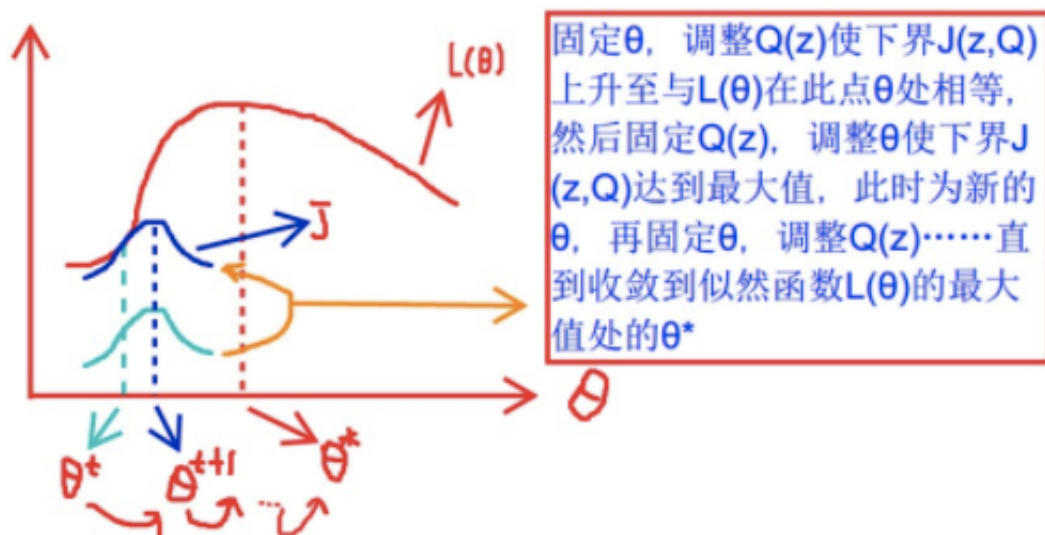 L(θ)
J
固定θ，调整Q(z)使下界J(z,Q)
上升至与L(θ)在此点θ处相等，
然后固定Q(z)，调整θ使下界J
(z,Q)达到最大值，此时为新的
θ，再固定θ，调整Q(z)……直
到收敛到似然函数L(θ)的最大
值处的θ*
θ
θᵗ θᵗ⁺¹ ... θ*